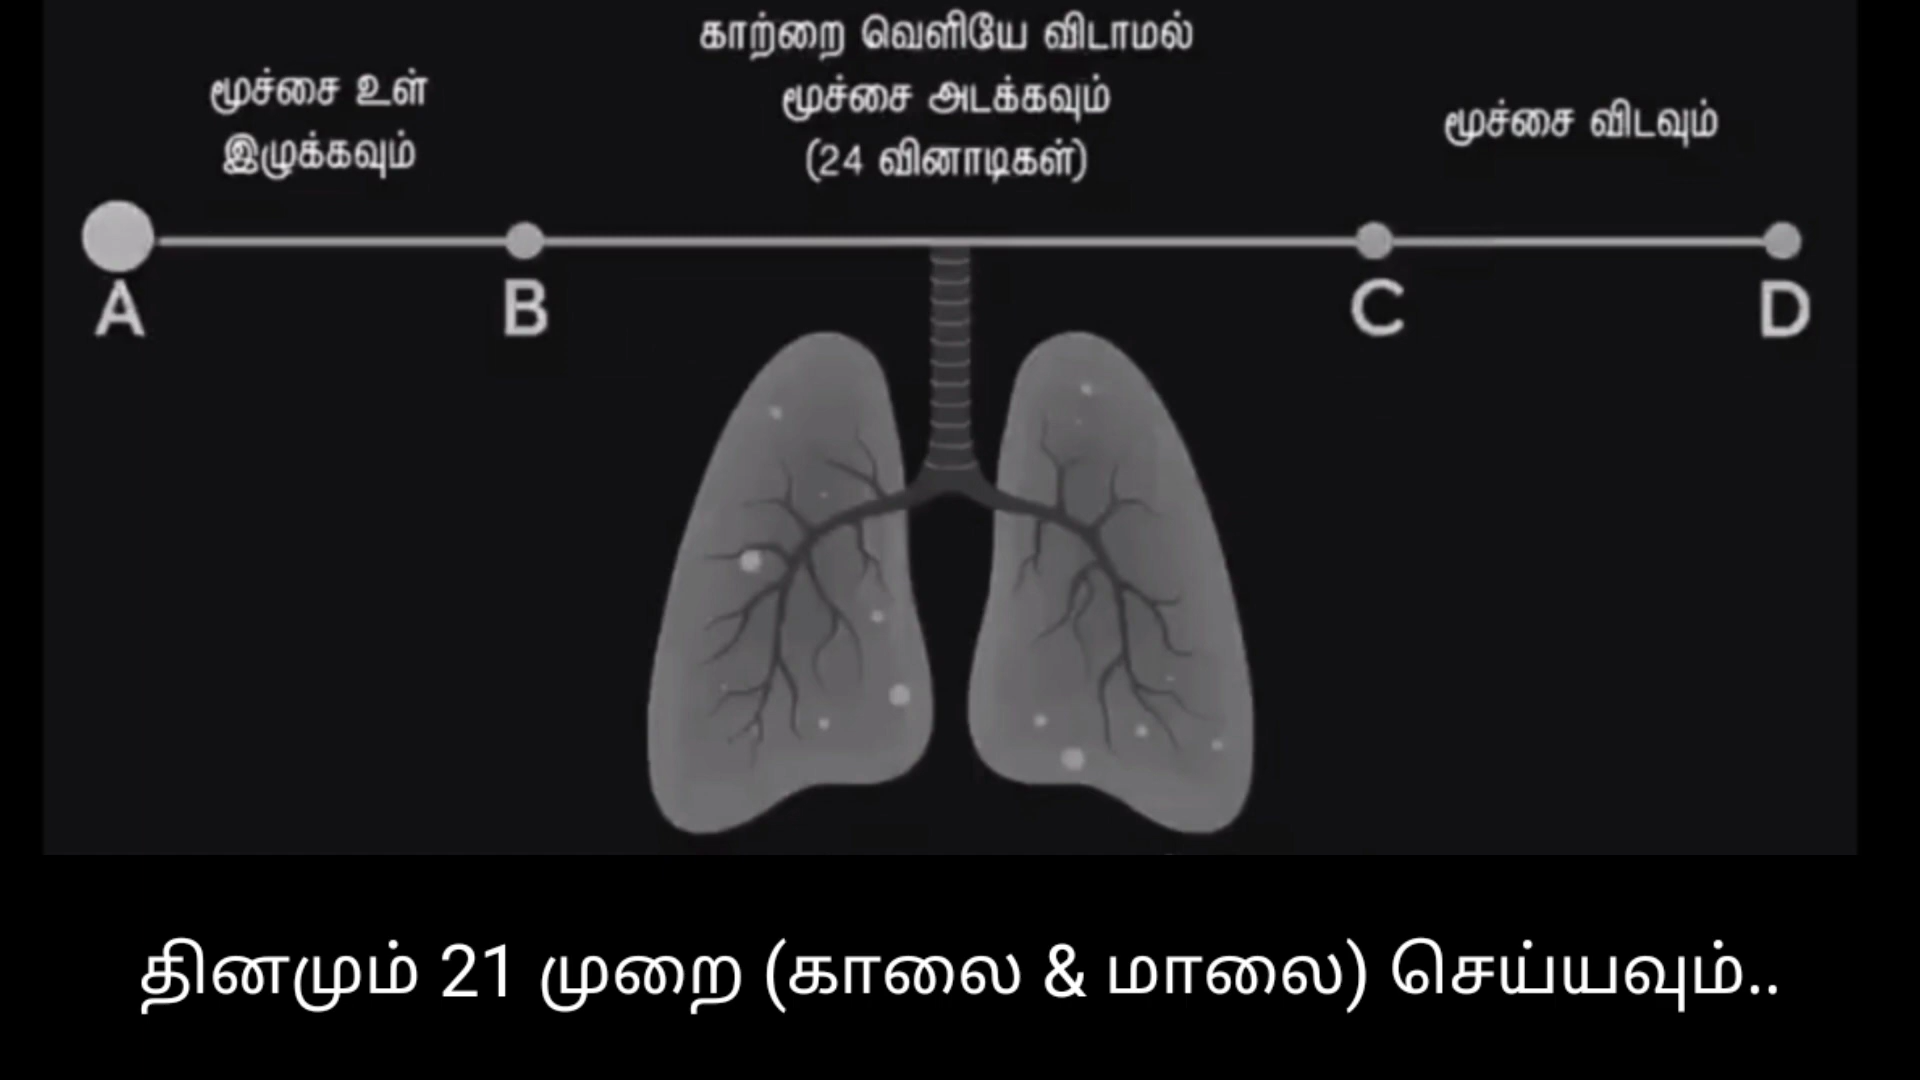 மூச்சை உள்
இழுக்கவும்
காற்றை வெளியே விடாமல்
மூச்சை அடக்கவும்
(24 வினாடிகள்)
மூச்சை விடவும்
A
B
C
D
தினமும் 21 முறை (காலை & மாலை) செய்யவும்..